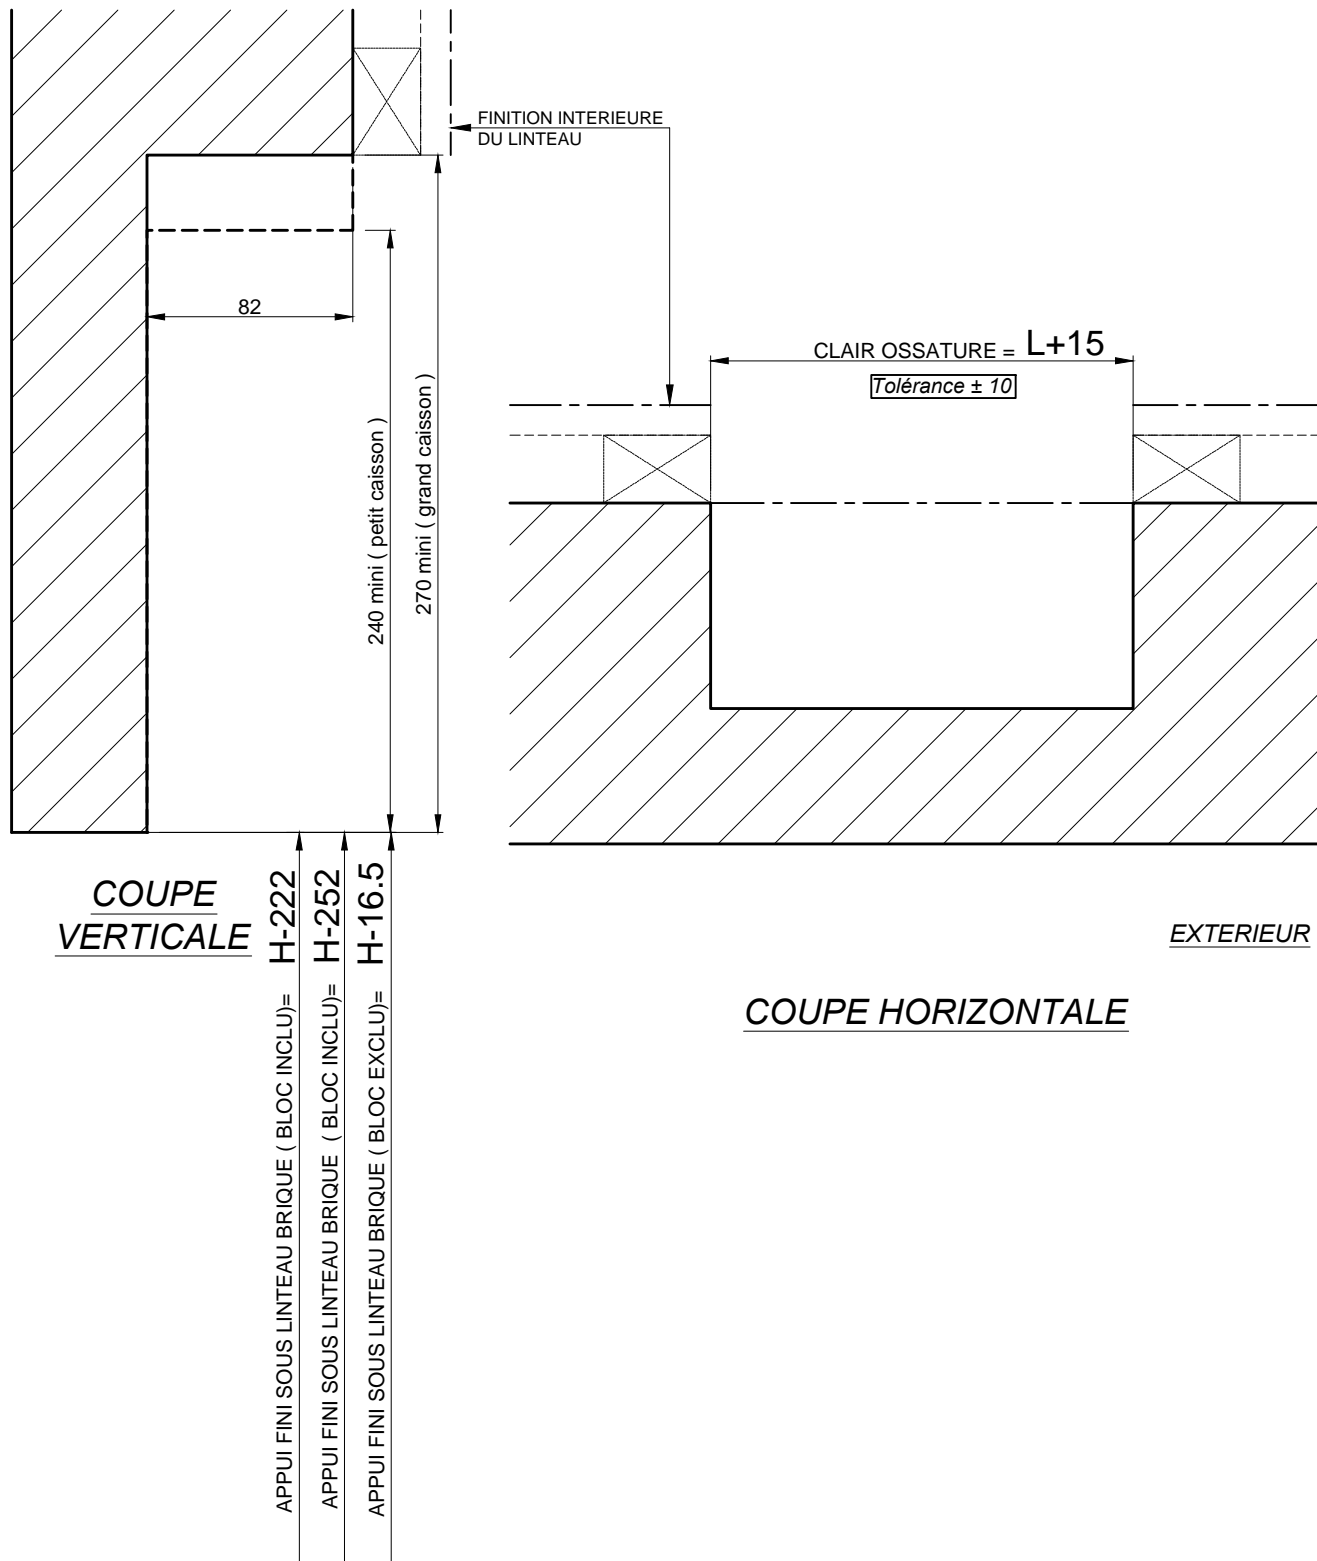 FINITION INTERIEURE
DU LINTEAU
82
CLAIR OSSATURE = L+15
Tolérance ± 10
240 mini ( petit caisson )
270 mini ( grand caisson )
COUPE
VERTICALE
APPUI FINI SOUS LINTEAU BRIQUE ( BLOC INCLU)= H-222
APPUI FINI SOUS LINTEAU BRIQUE ( BLOC INCLU)= H-252
APPUI FINI SOUS LINTEAU BRIQUE ( BLOC EXCLU)= H-16.5
EXTERIEUR
COUPE HORIZONTALE